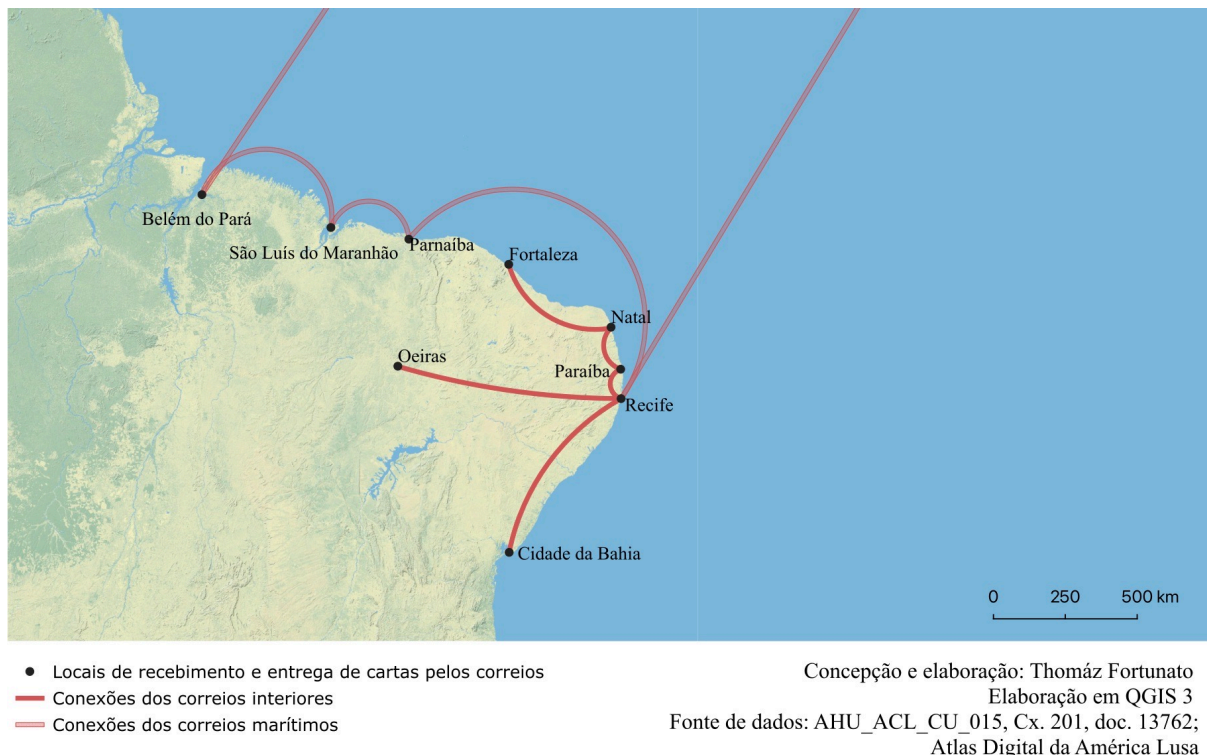 Belém do Pará
São Luís do Maranhão
Parnaíba
Fortaleza
Natal
Oeiras
Paraíba
Recife
Cidade da Bahia
0 250 500 km
Locais de recebimento e entrega de cartas pelos correios
Conexões dos correios interiores
Conexões dos correios marítimos
Concepção e elaboração: Thomáz Fortunato
Elaboração em QGIS 3
Fonte de dados: AHU_ACL_CU_015, Cx. 201, doc. 13762;
Atlas Digital da América Lusa